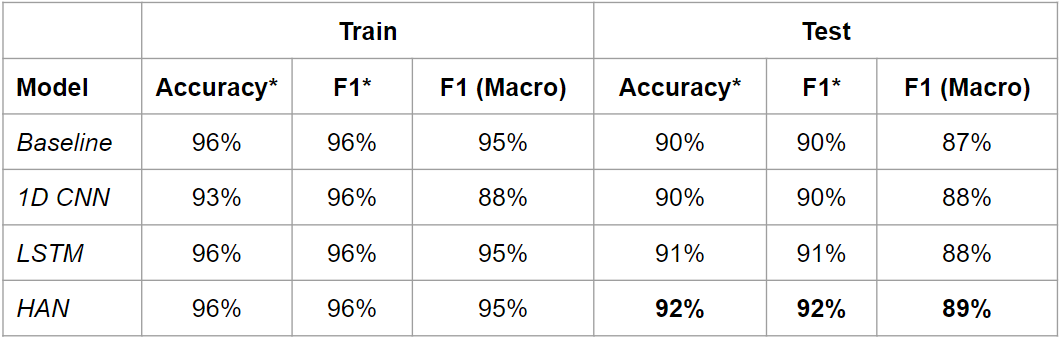 Train Test
Model Accuracy* F1* F1 (Macro) Accuracy* F1* F1 (Macro)
Baseline 96% 96% 95% 90% 90% 87%
1D CNN 93% 96% 88% 90% 90% 88%
LSTM 96% 96% 95% 91% 91% 88%
HAN 96% 96% 95% 92% 92% 89%